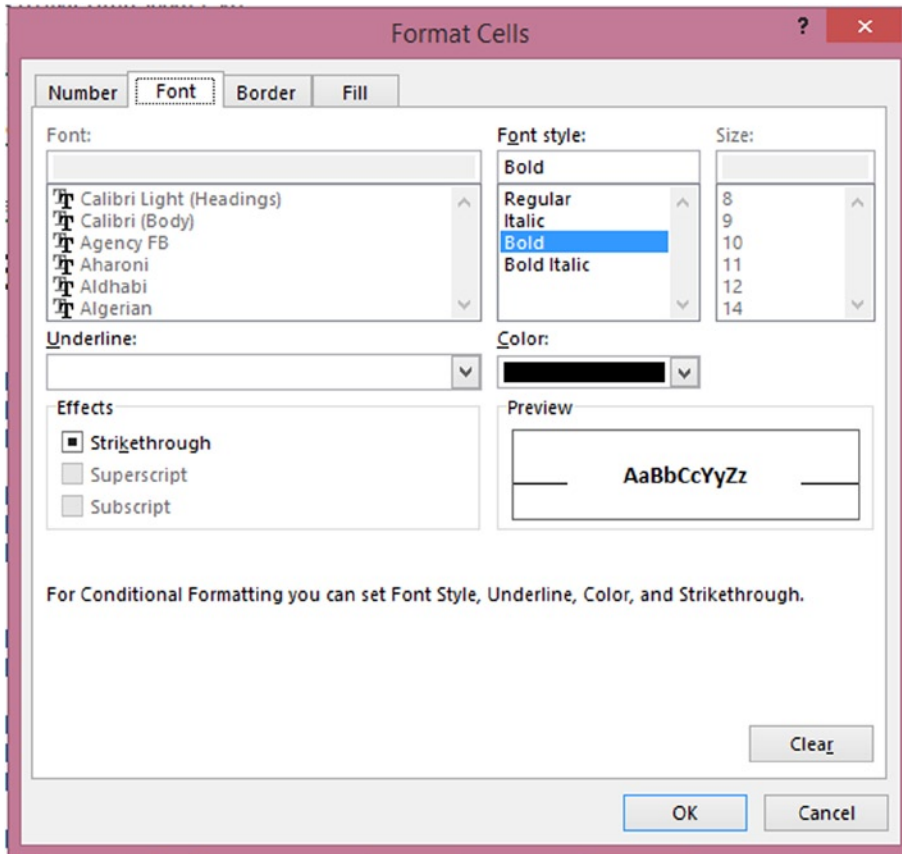 Format Cells
?
Number Font Border Fill
Font: Font style: Size:
Bold
Calibri Light (Headings) Regular 8
Calibri (Body) Italic 9
Agency FB Bold 10
Aharoni Bold Italic 11
Aldhabi 12
Algerian 14
Underline: Color:
Effects Preview
Strikethrough
AaBbCcYyZz
Superscript
Subscript
For Conditional Formatting you can set Font Style, Underline, Color, and Strikethrough.
Clear
OK Cancel